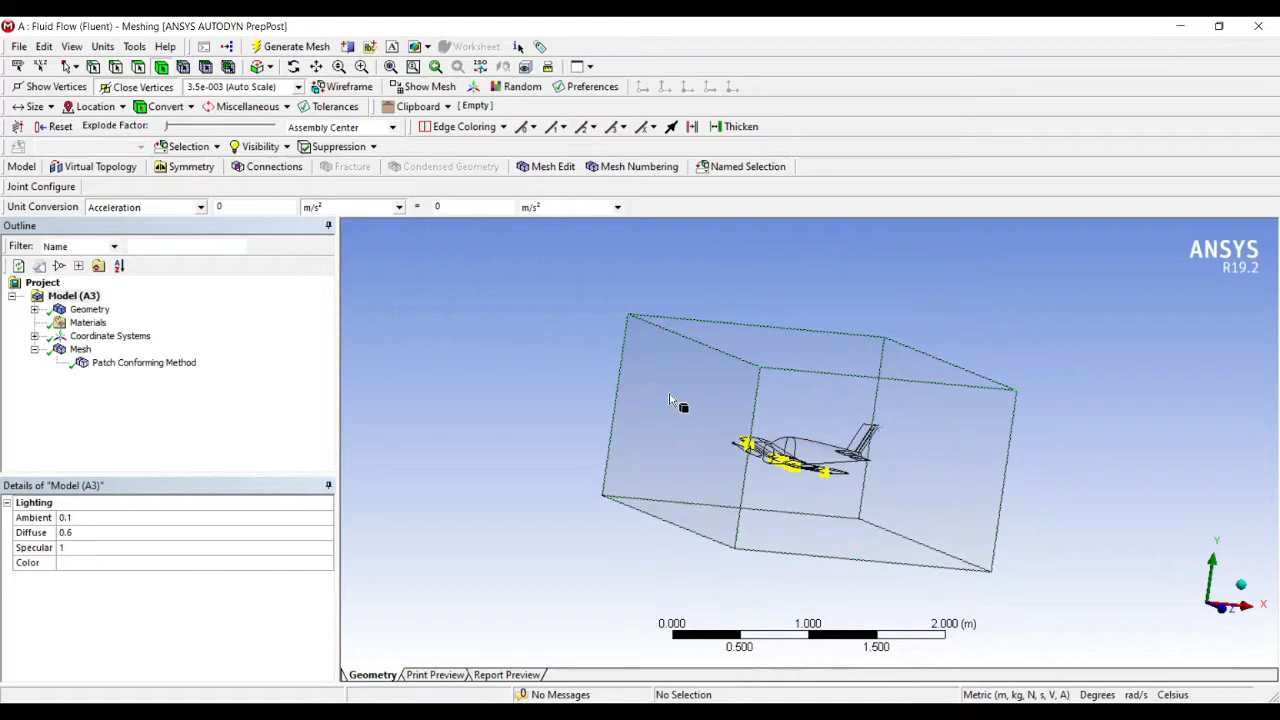 A : Fluid Flow (Fluent) - Meshing [ANSYS AUTODYN PrepPost]
File Edit View Units Tools Help Generate Mesh Worksheet
Show Vertices Close Vertices 3.5e-003 (Auto Scale) Wireframe Show Mesh Random Preferences
Size Location Convert Miscellaneous Tolerances Clipboard [Empty]
Reset Explode Factor: Assembly Center Edge Coloring Thicken
Selection Visibility Suppression
Model Virtual Topology Symmetry Connections Fracture Condensed Geometry Mesh Edit Mesh Numbering Named Selection
Joint Configure
Unit Conversion Acceleration 0 m/s² = 0 m/s²
Outline
Filter: Name
Project
Model (A3)
Geometry
Materials
Coordinate Systems
Mesh
Patch Conforming Method
Details of "Model (A3)"
Lighting
Ambient 0.1
Diffuse 0.6
Specular 1
Color
ANSYS
R19.2
Y
X
Z
0.000 1.000 2.000 (m)
0.500 1.500
Geometry Print Preview Report Preview
No Messages No Selection Metric (m, kg, N, s, V, A) Degrees rad/s Celsius